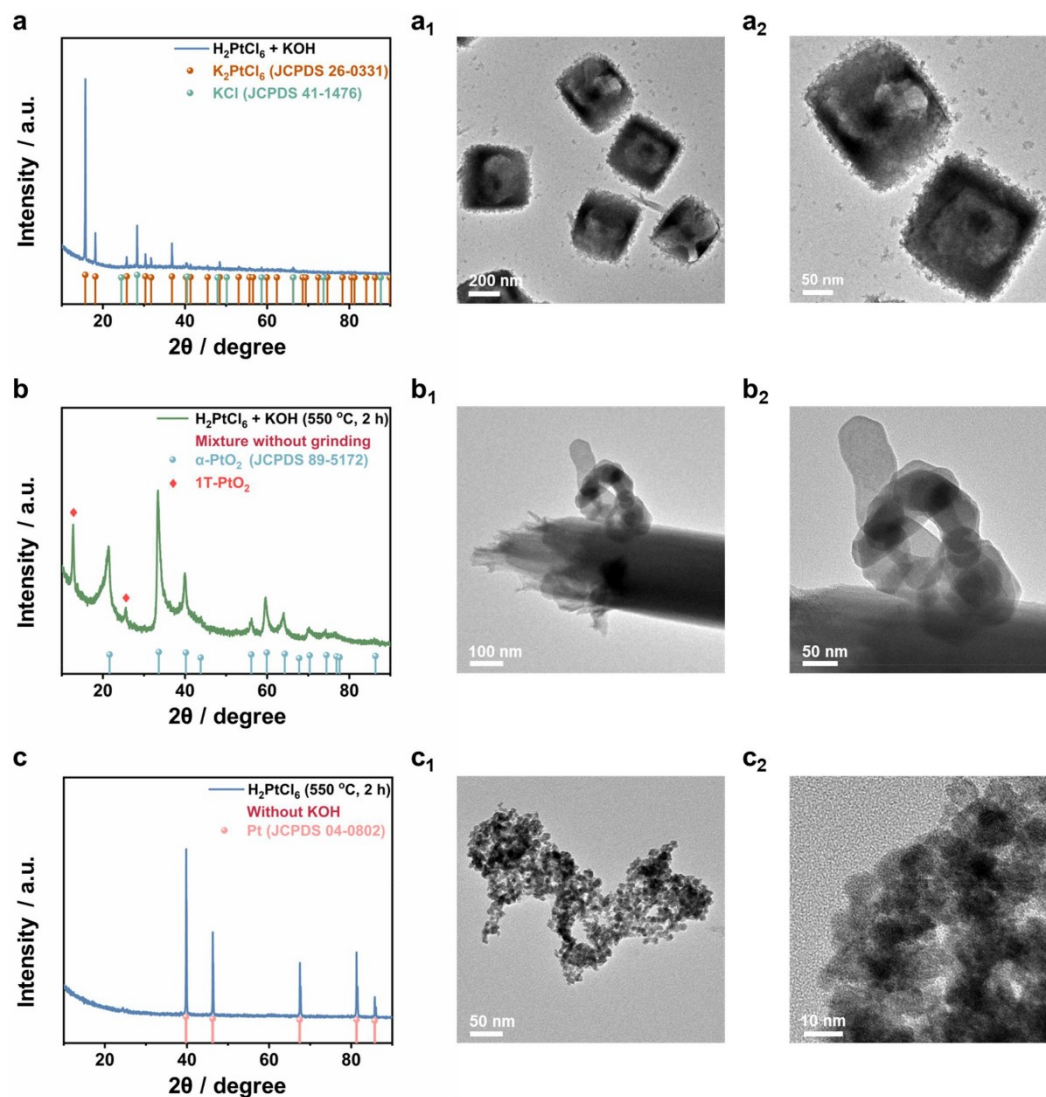 a
Intensity / a.u.
H₂PtCl₆ + KOH
K₂PtCl₆ (JCPDS 26-0331)
KCl (JCPDS 41-1476)
20 40 60 80
2θ / degree
a₁
200 nm
a₂
50 nm
b
Intensity / a.u.
H₂PtCl₆ + KOH (550 °C, 2 h)
Mixture without grinding
α-PtO₂ (JCPDS 89-5172)
1T-PtO₂
20 40 60 80
2θ / degree
b₁
100 nm
b₂
50 nm
c
Intensity / a.u.
H₂PtCl₆ (550 °C, 2 h)
Without KOH
Pt (JCPDS 04-0802)
20 40 60 80
2θ / degree
c₁
50 nm
c₂
10 nm